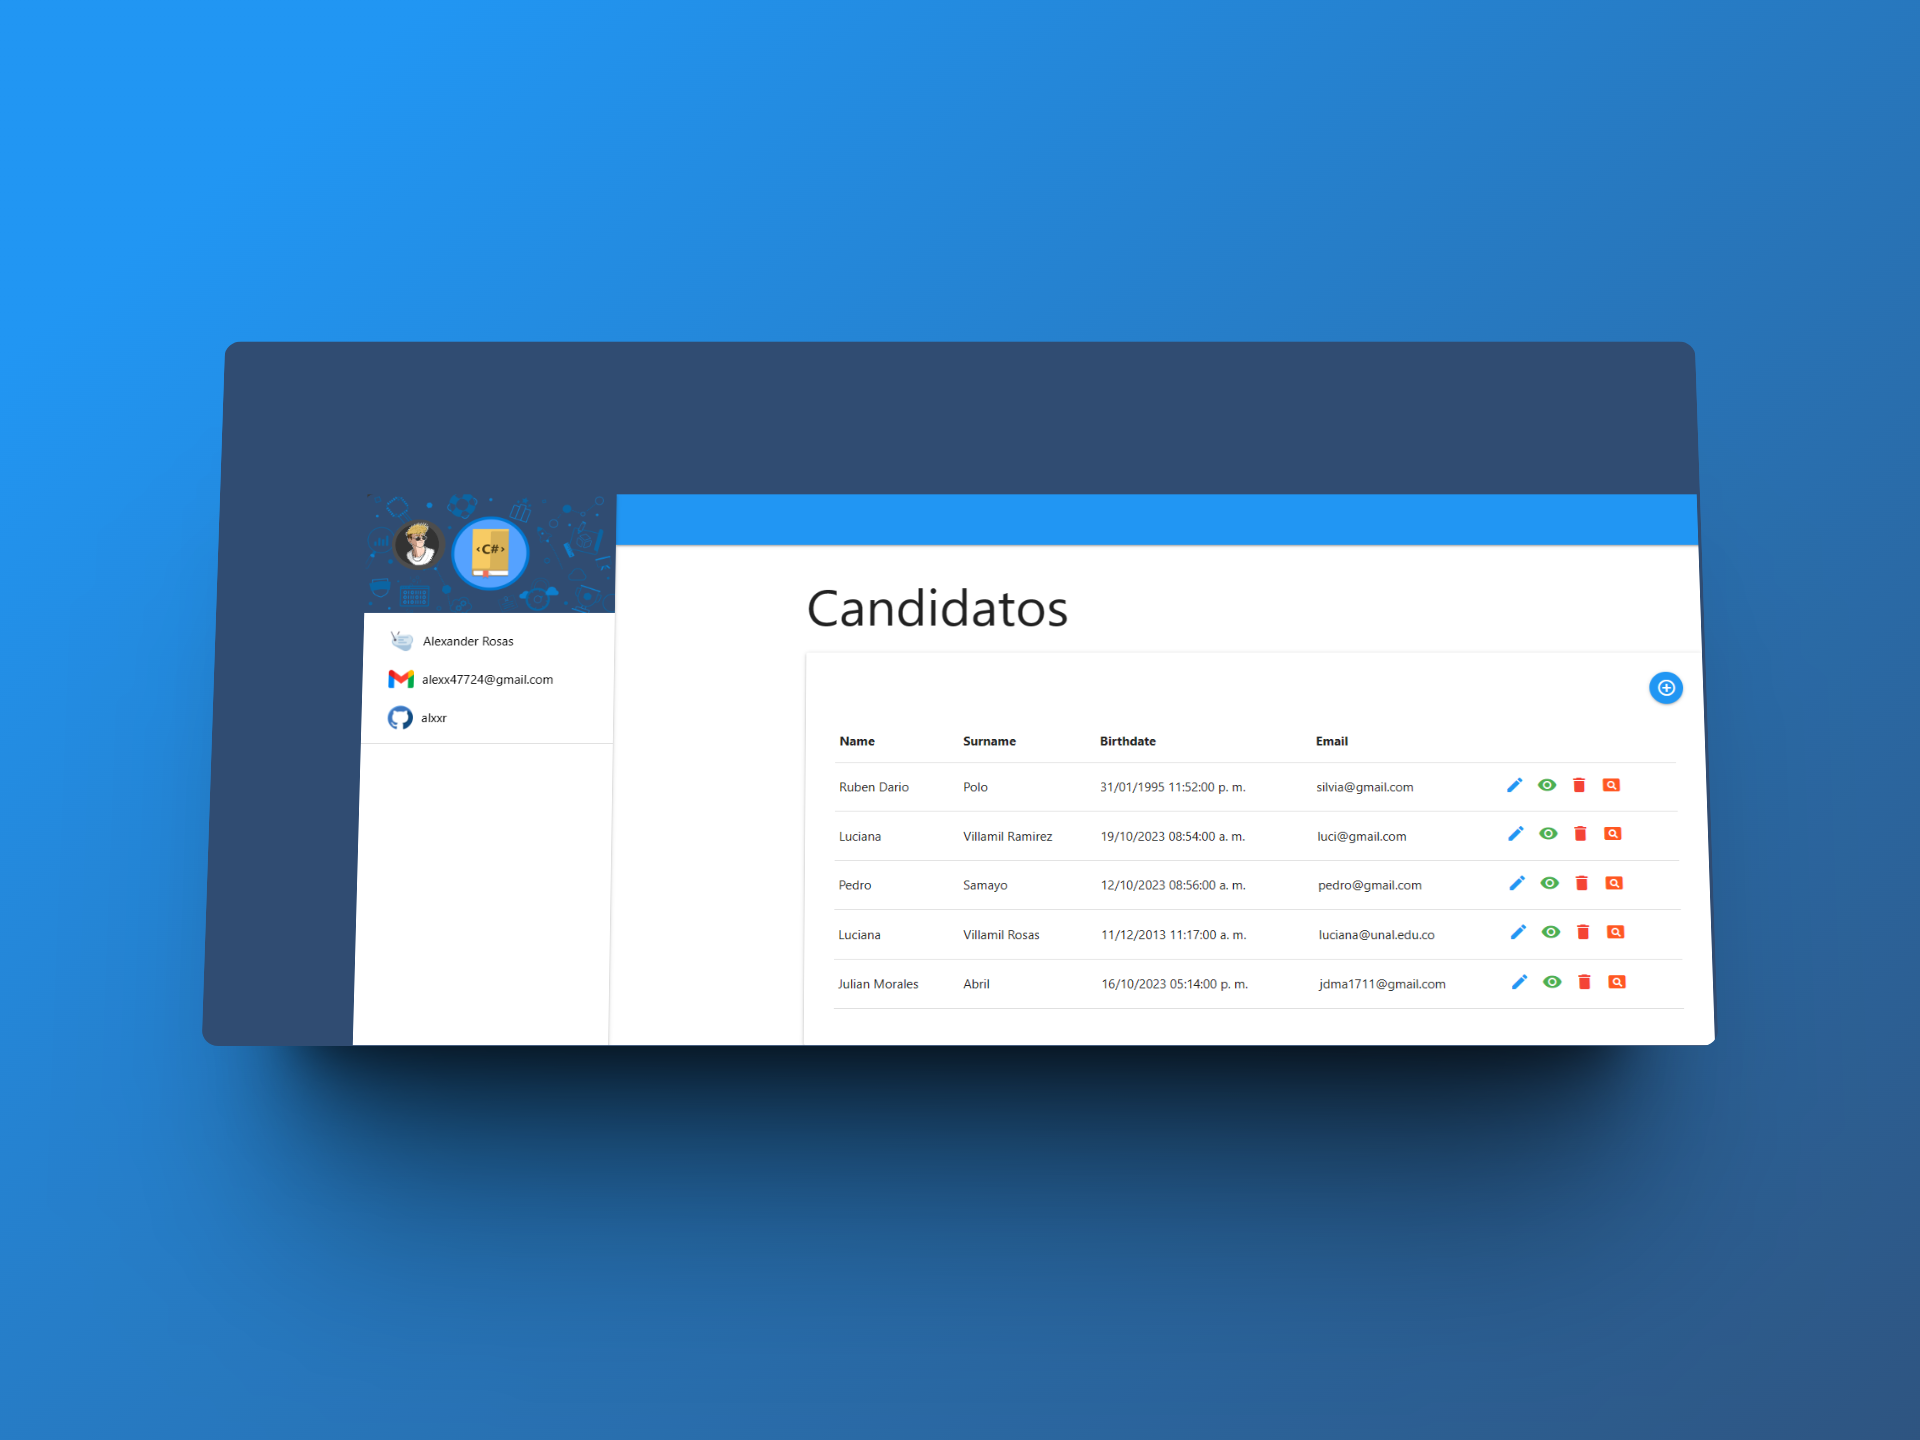 ‹C#›
Alexander Rosas
alexx47724@gmail.com
alxxr
Candidatos
Name Surname Birthdate Email
Ruben Dario Polo 31/01/1995 11:52:00 p. m. silvia@gmail.com
Luciana Villamil Ramirez 19/10/2023 08:54:00 a. m. luci@gmail.com
Pedro Samayo 12/10/2023 08:56:00 a. m. pedro@gmail.com
Luciana Villamil Rosas 11/12/2013 11:17:00 a. m. luciana@unal.edu.co
Julian Morales Abril 16/10/2023 05:14:00 p. m. jdma1711@gmail.com